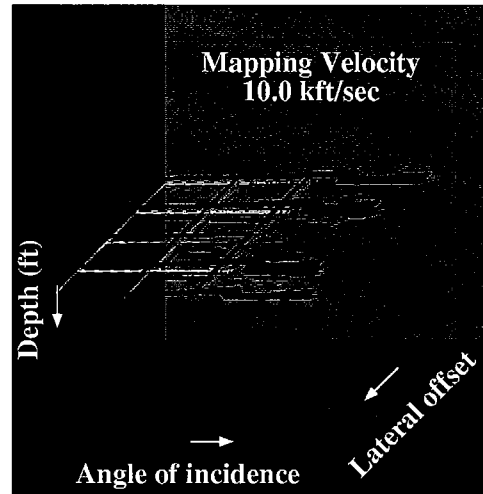 Mapping Velocity
10.0 kft/sec
Depth (ft)
Lateral offset
Angle of incidence